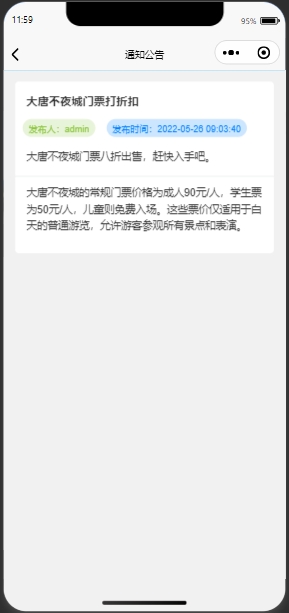 11:59
95%
通知公告
大唐不夜城门票打折扣
发布人：admin
发布时间：2022-05-26 09:03:40
大唐不夜城门票八折出售，赶快入手吧。
大唐不夜城的常规门票价格为成人90元/人，学生票
为50元/人，儿童则免费入场。这些票价仅适用于白
天的普通游览，允许游客参观所有景点和表演。